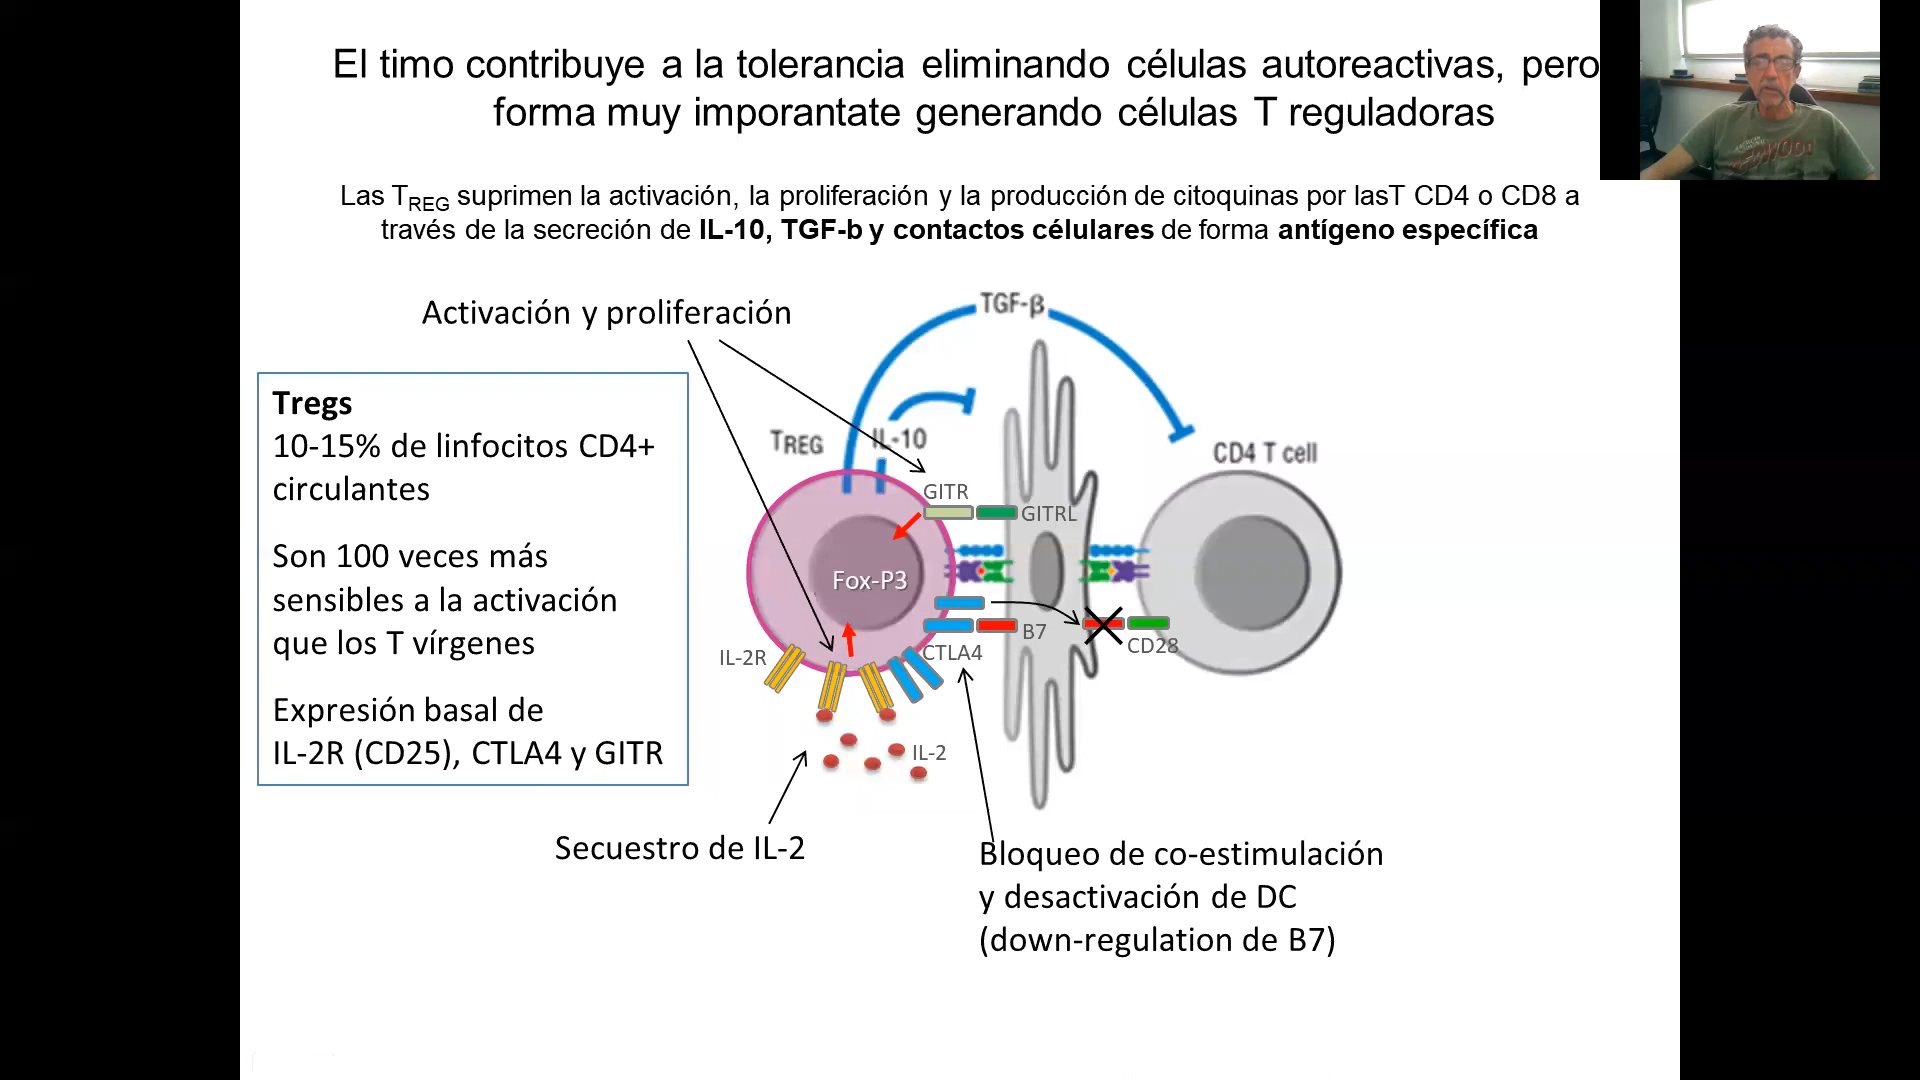 El timo contribuye a la tolerancia eliminando células autoreactivas, pero
forma muy imporantate generando células T reguladoras
Las TREG suprimen la activación, la proliferación y la producción de citoquinas por lasT CD4 o CD8 a
través de la secreción de IL-10, TGF-b y contactos célulares de forma antígeno específica
Activación y proliferación
TGF-β
Tregs
10-15% de linfocitos CD4+
circulantes
Son 100 veces más
sensibles a la activación
que los T vírgenes
Expresión basal de
IL-2R (CD25), CTLA4 y GITR
TREG
IL-10
CD4 T cell
GITR
GITRL
Fox-P3
B7
CD28
CTLA4
IL-2R
IL-2
Secuestro de IL-2
Bloqueo de co-estimulación
y desactivación de DC
(down-regulation de B7)